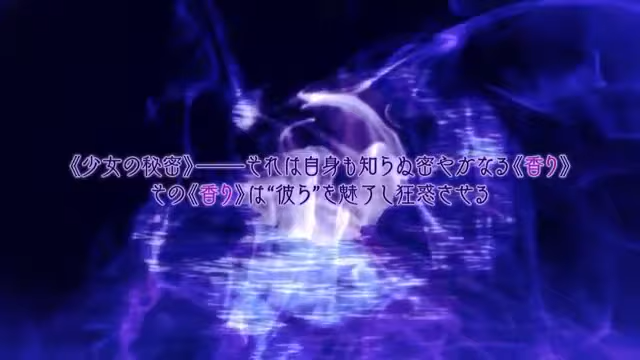 《少女の秘密》――それは自身も知らぬ密やかなる《香り》
その《香り》は“彼ら”を魅了し狂惑させる